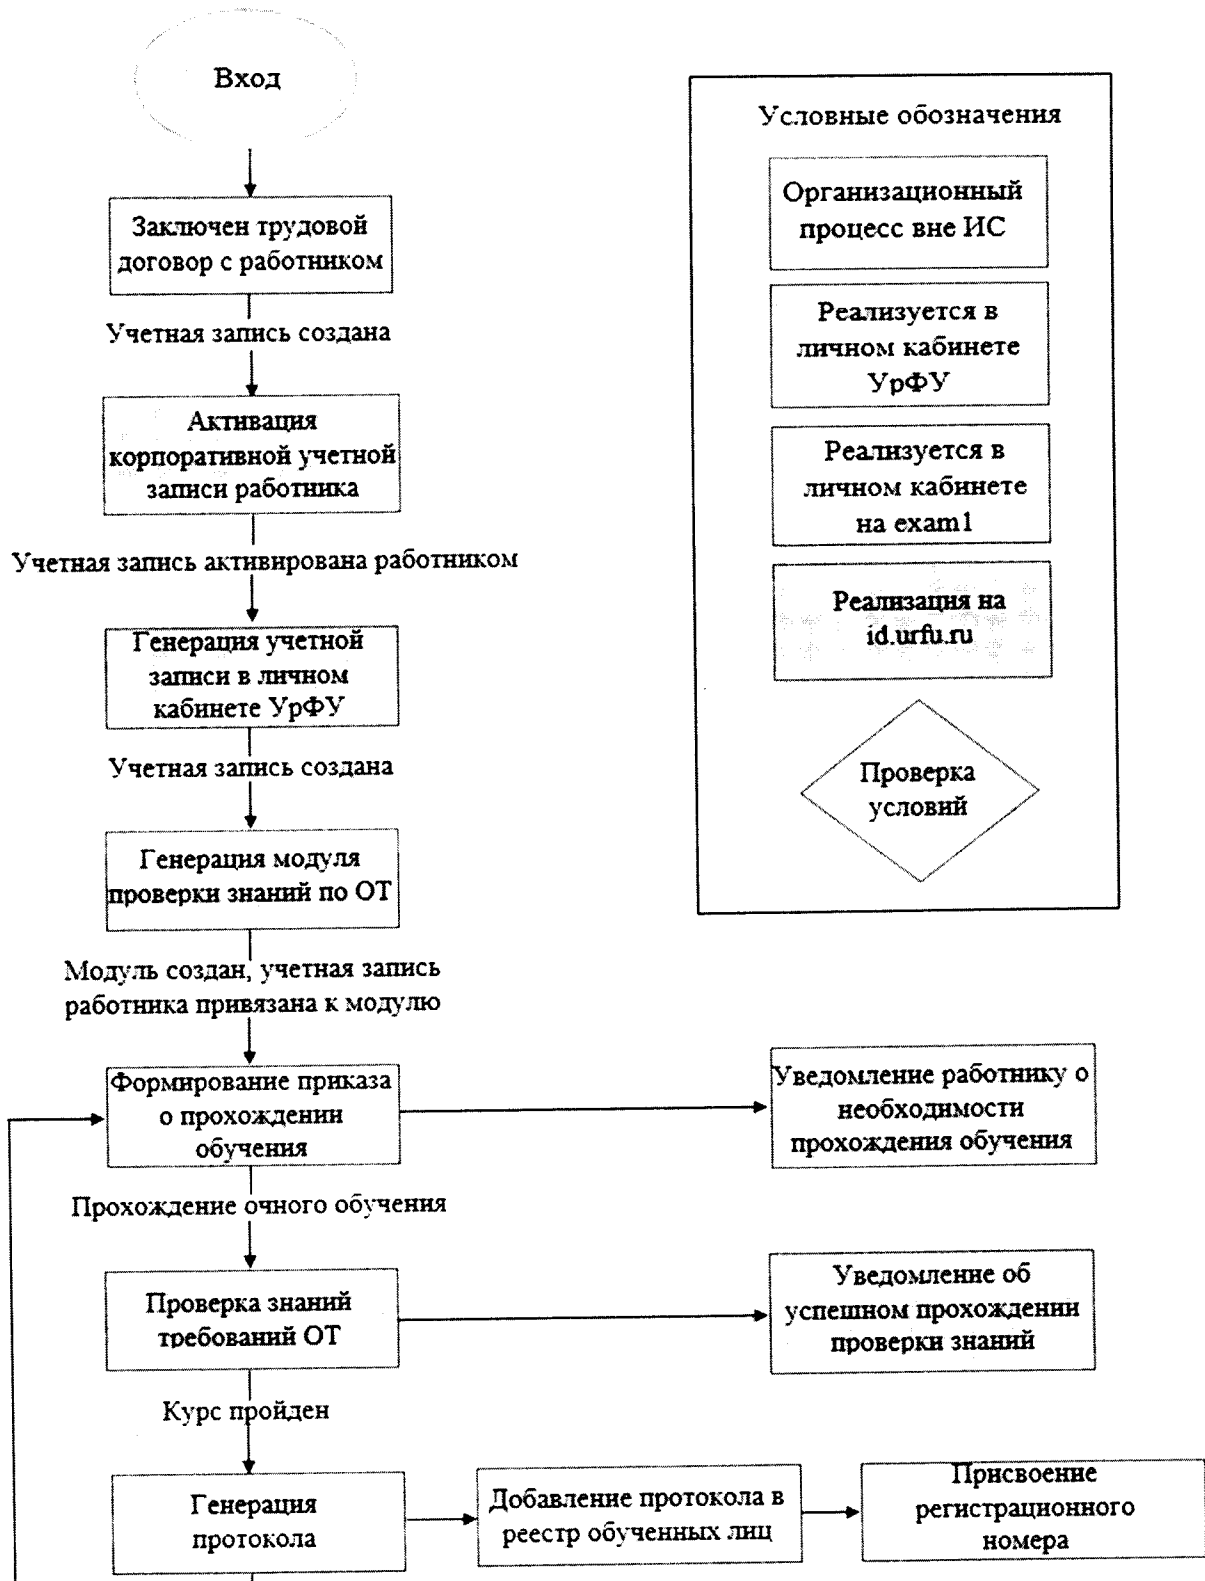 Вход
Заключен трудовой
договор с работником
Учетная запись создана
Активация
корпоративной учетной
записи работника
Учетная запись активирована работником
Генерация учетной
записи в личном
кабинете УрФУ
Учетная запись создана
Генерация модуля
проверки знаний по ОТ
Модуль создан, учетная запись
работника привязана к модулю
Формирование приказа
о прохождении
обучения
Уведомление работнику о
необходимости
прохождения обучения
Прохождение очного обучения
Проверка знаний
требований ОТ
Уведомление об
успешном прохождении
проверки знаний
Курс пройден
Генерация
протокола
Добавление протокола в
реестр обученных лиц
Присвоение
регистрационного
номера
Условные обозначения
Организационный
процесс вне ИС
Реализуется в
личном кабинете
УрФУ
Реализуется в
личном кабинете
на exam1
Реализация на
id.urfu.ru
Проверка
условий